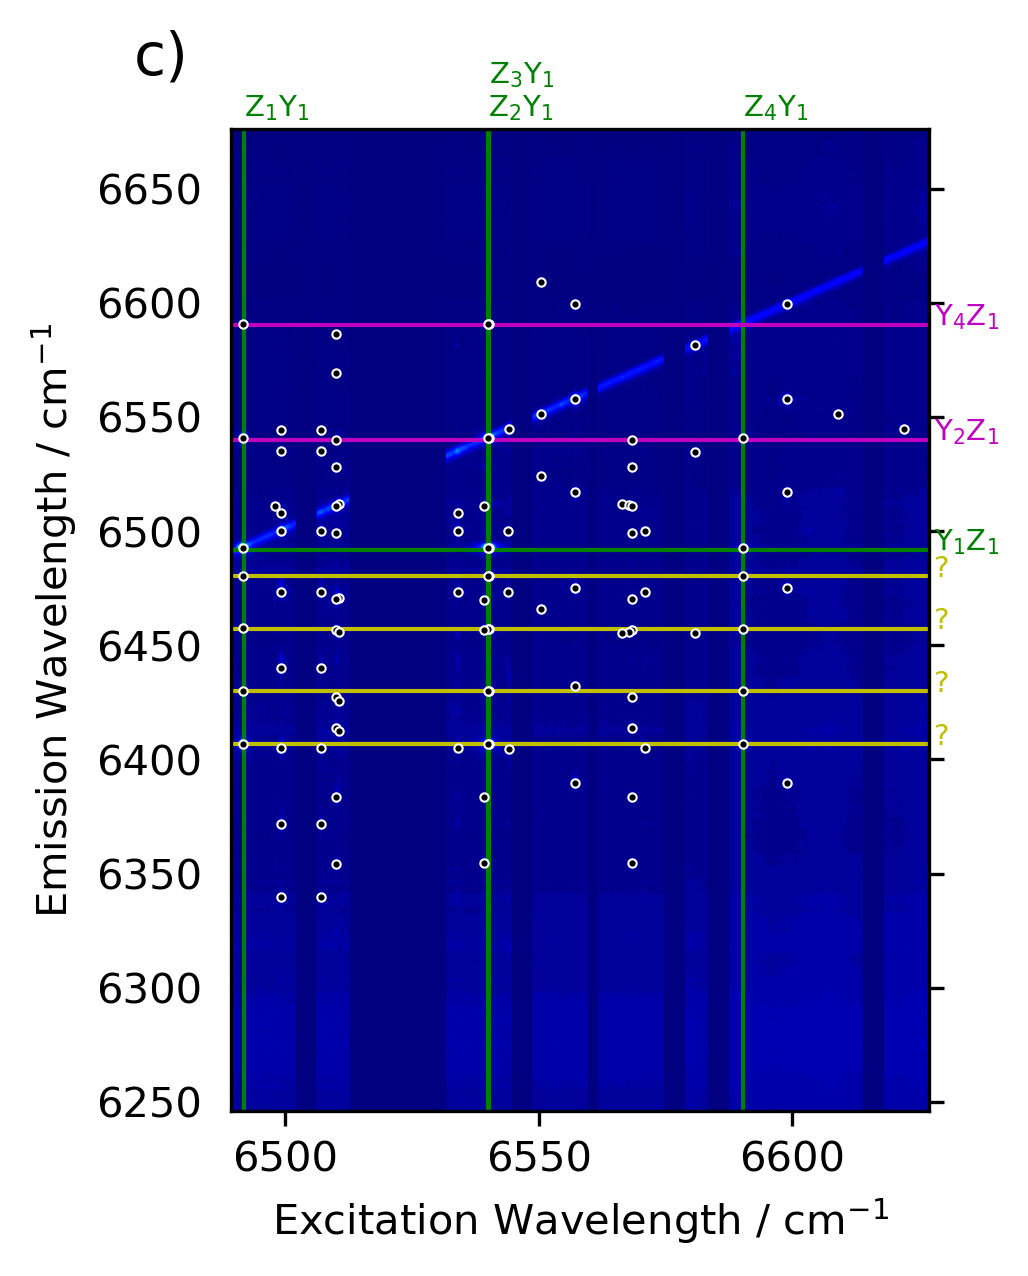 c)
Z₃Y₁
Z₁Y₁ Z₂Y₁ Z₄Y₁
6650
6600
Y₄Z₁
6550
Y₂Z₁
6500
Y₁Z₁
?
?
6450
?
?
6400
6350
6300
6250
Emission Wavelength / cm⁻¹
6500 6550 6600
Excitation Wavelength / cm⁻¹